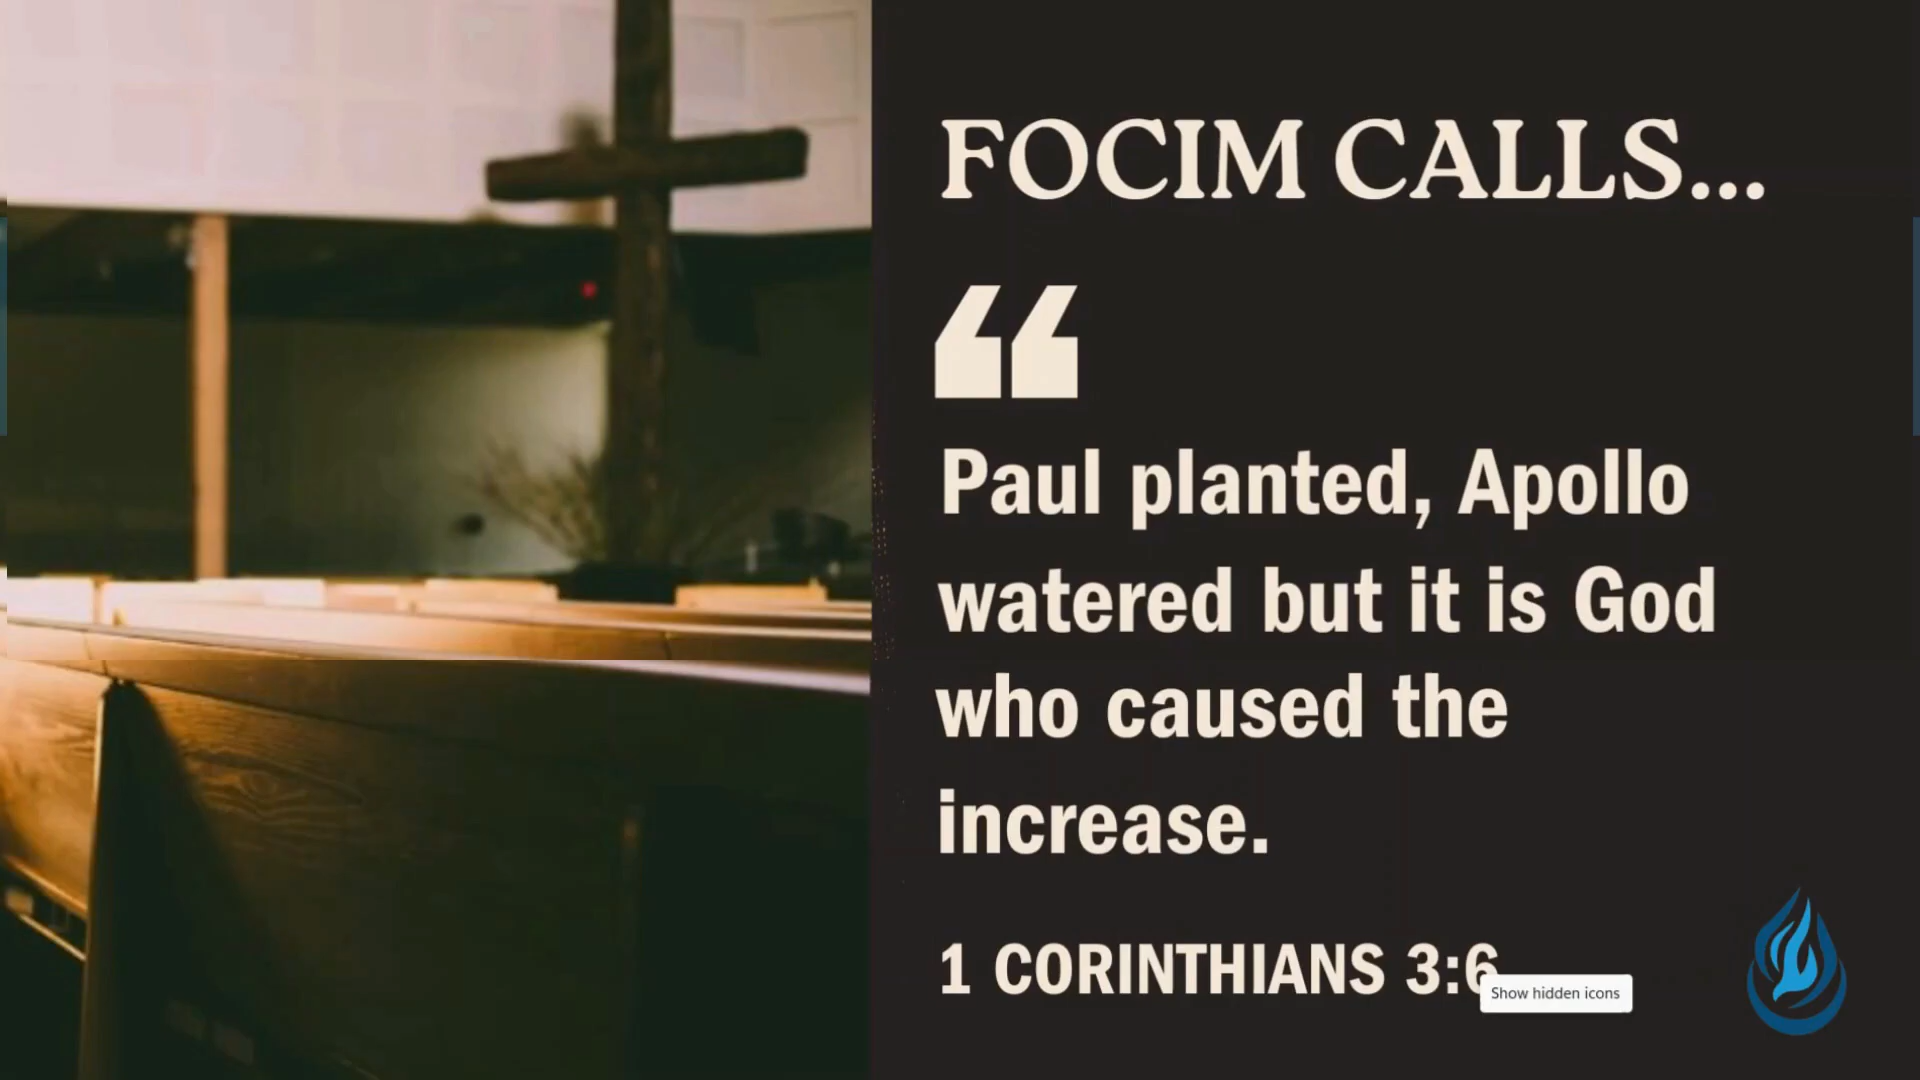 FOCIM CALLS...
“
Paul planted, Apollo
watered but it is God
who caused the
increase.
1 CORINTHIANS 3:6
Show hidden icons